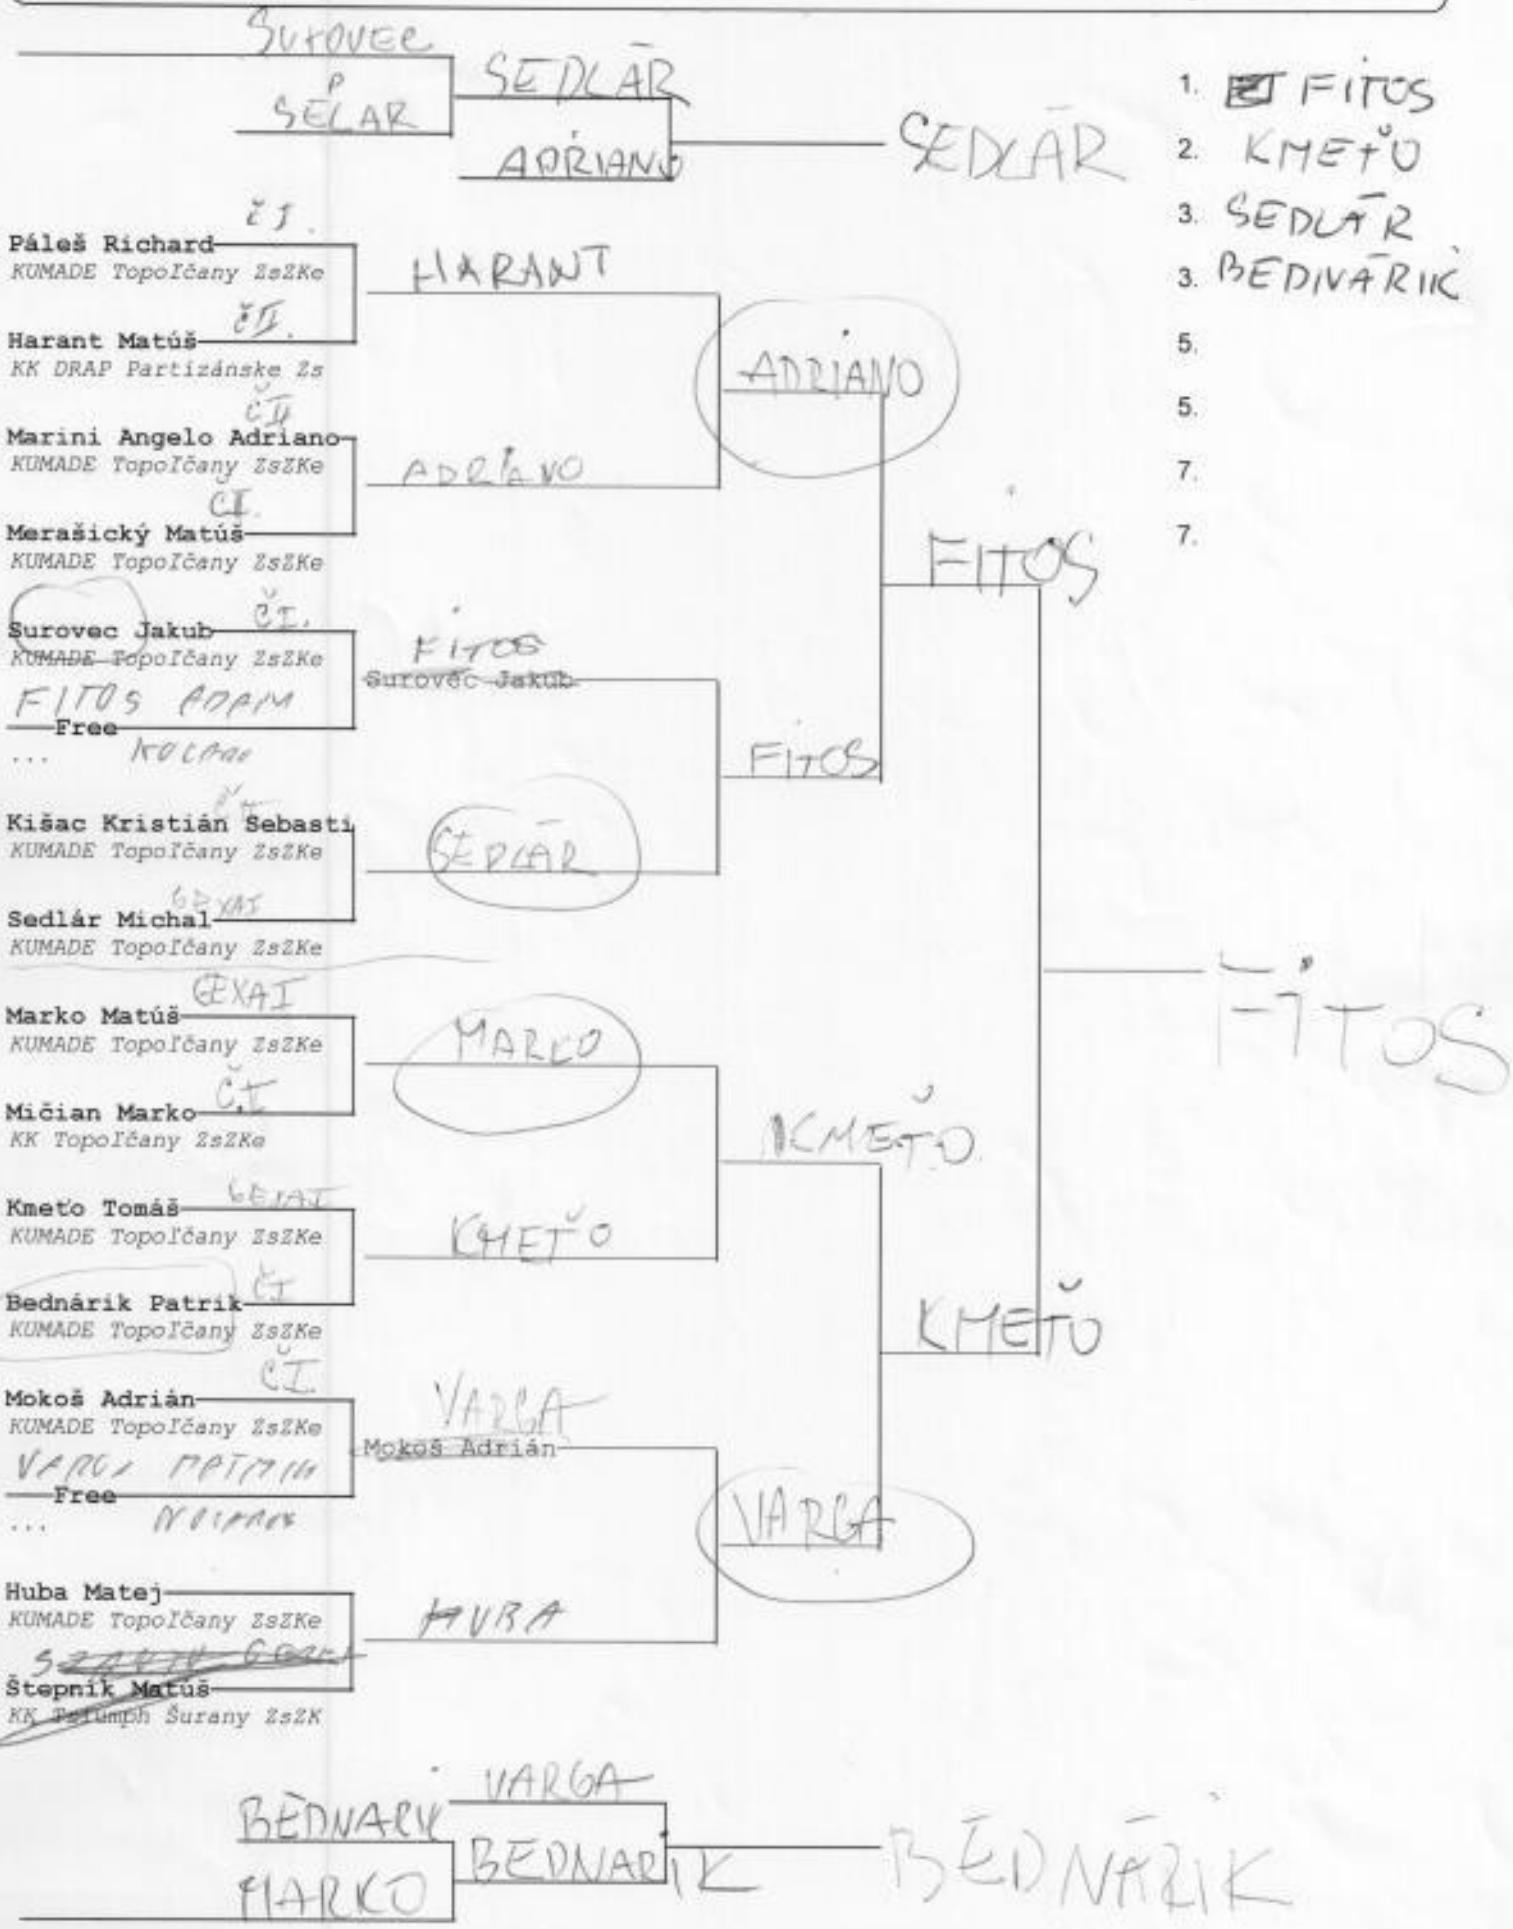 SUROVEC
SEDLÁR
SELAR
ADRIANO
SEDLÁR
1. FITOS
2. KMEŤO
3. SEDLÁR
3. BEDNÁRIK
5.
5.
7.
7.
Č I.
Páleš Richard
KUMADE Topoľčany ZsZKe
HARANT
Č II.
Harant Matúš
KK DRAP Partizánske Zs
ADRIANO
Č II
Marini Angelo Adriano
KUMADE Topoľčany ZsZKe
ADRIANO
Č I.
Merašický Matúš
KUMADE Topoľčany ZsZKe
FITOS
Č I.
Surovec Jakub
KUMADE Topoľčany ZsZKe
FITOS
Surovec Jakub
FITOS ADAM
Free
...
FITOS
Kišac Kristián Sebasti
KUMADE Topoľčany ZsZKe
SEDLÁR
Sedlár Michal
KUMADE Topoľčany ZsZKe
FITOS
Marko Matúš
KUMADE Topoľčany ZsZKe
MARKO
Č.I
Mičian Marko
KK Topoľčany ZsZKe
KMEŤO
Kmeťo Tomáš
KUMADE Topoľčany ZsZKe
KMEŤO
Č I
Bednárik Patrik
KUMADE Topoľčany ZsZKe
KMEŤO
Č I.
Mokoš Adrián
KUMADE Topoľčany ZsZKe
VARGA
Mokoš Adrián
Free
...
VARGA
Huba Matej
KUMADE Topoľčany ZsZKe
HUBA
Štepník Matúš
KK Triumph Šurany ZsZK
VARGA
BEDNARIK
BEDNARIK
MARKO
BEDNÁRIK